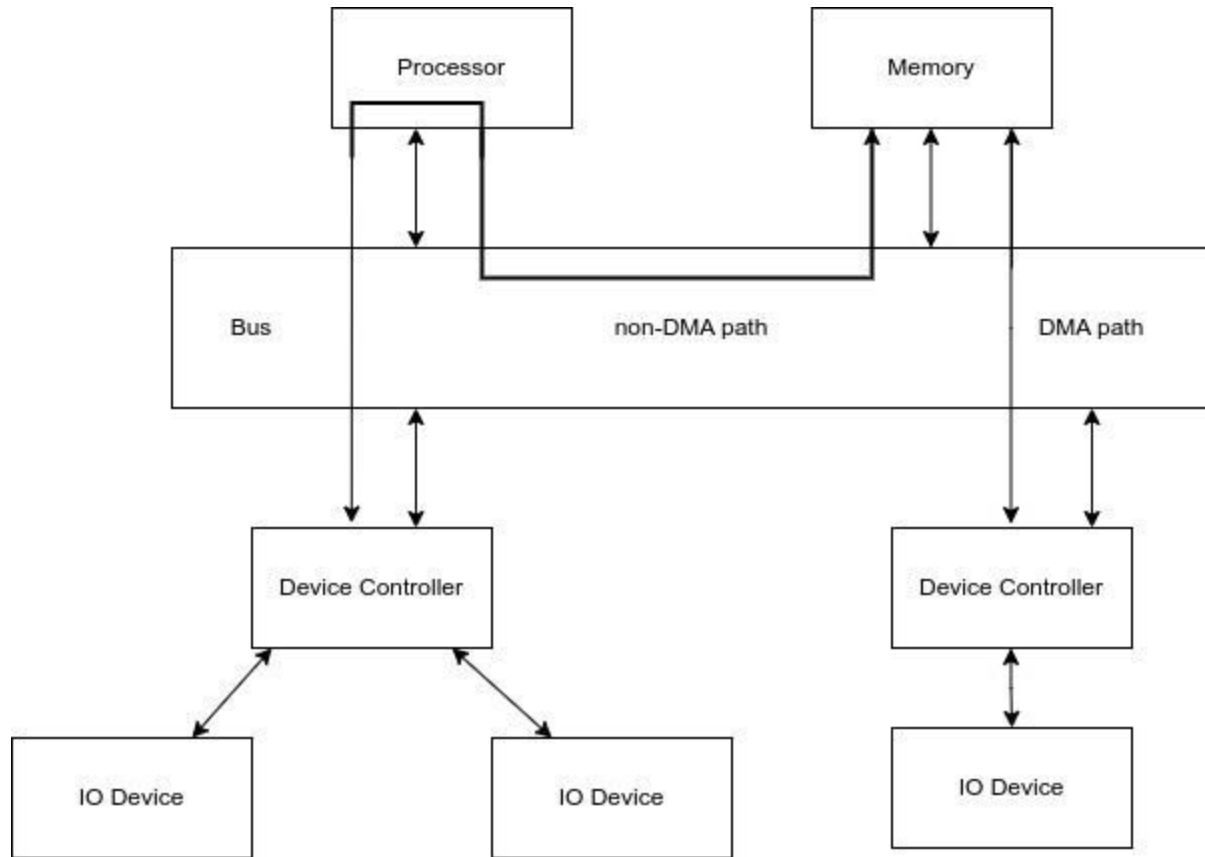 Processor
Memory
Bus
non-DMA path
DMA path
Device Controller
Device Controller
IO Device
IO Device
IO Device